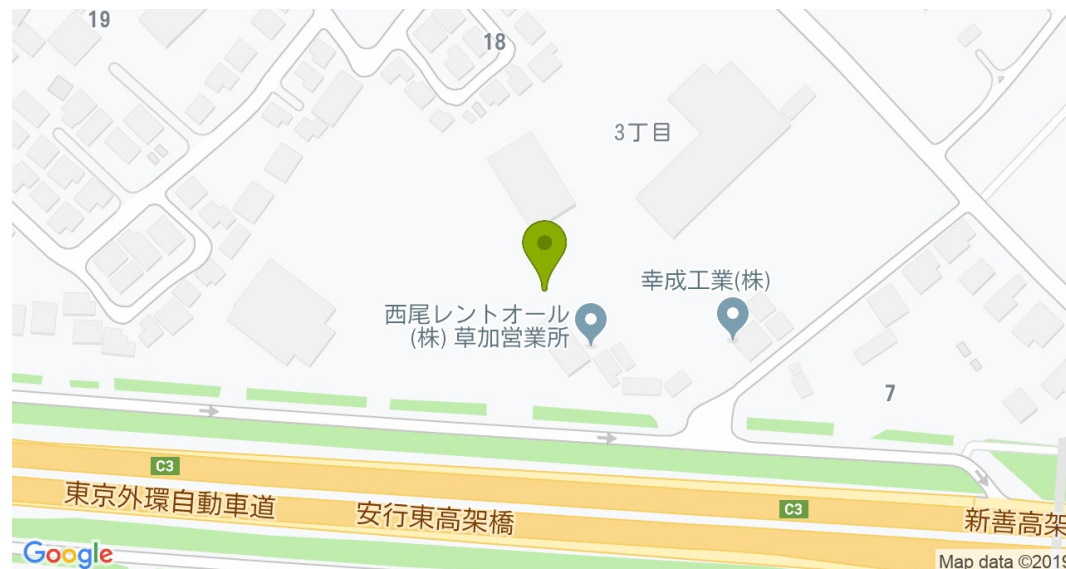 19
18
3丁目
幸成工業(株)
西尾レントオール
(株) 草加営業所
7
C3
東京外環自動車道
安行東高架橋
C3
新善高架
Google
Map data ©2019